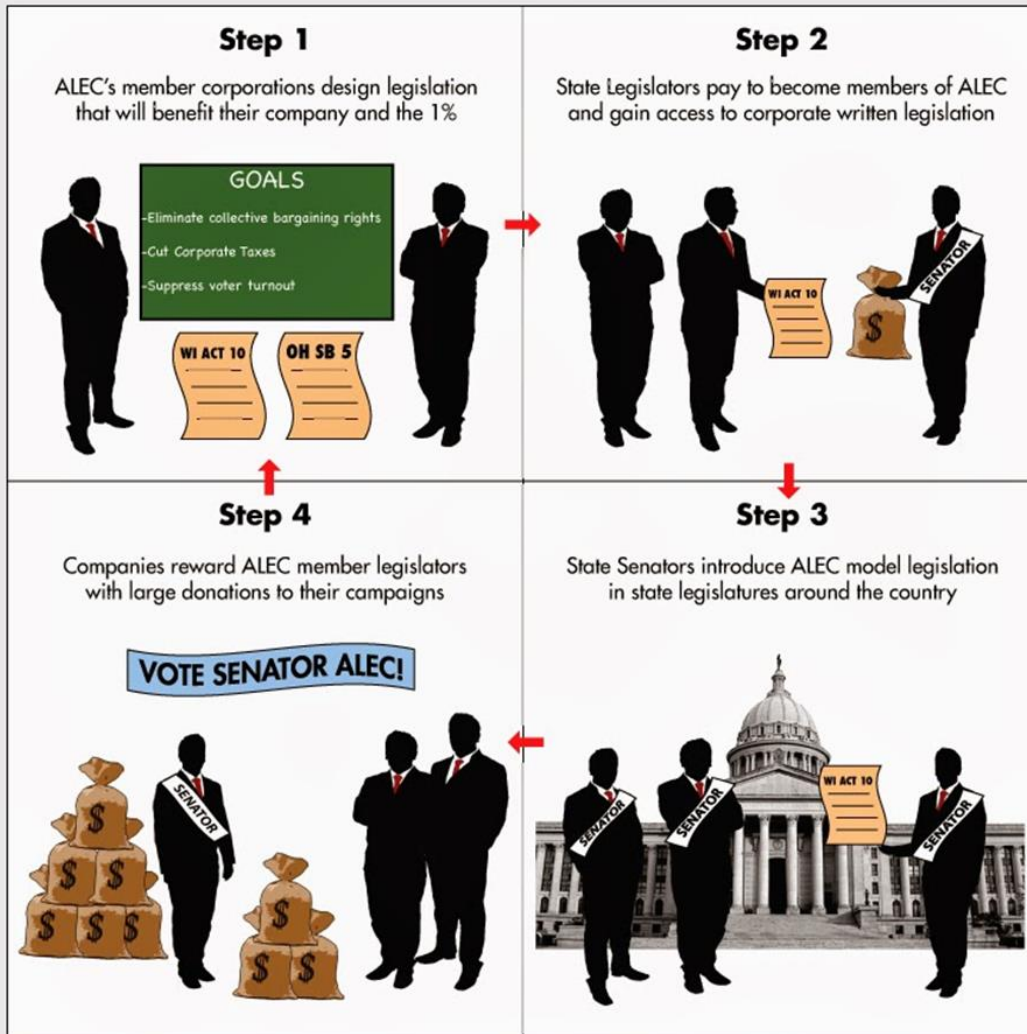 Step 1
ALEC's member corporations design legislation
that will benefit their company and the 1%
GOALS
-Eliminate collective bargaining rights
-Cut Corporate Taxes
-Suppress voter turnout
WI ACT 10
OH SB 5
Step 2
State Legislators pay to become members of ALEC
and gain access to corporate written legislation
WI ACT 10
$
SENATOR
Step 3
State Senators introduce ALEC model legislation
in state legislatures around the country
SENATOR
SENATOR
WI ACT 10
SENATOR
Step 4
Companies reward ALEC member legislators
with large donations to their campaigns
VOTE SENATOR ALEC!
SENATOR
$
$ $
$ $ $
$
$ $